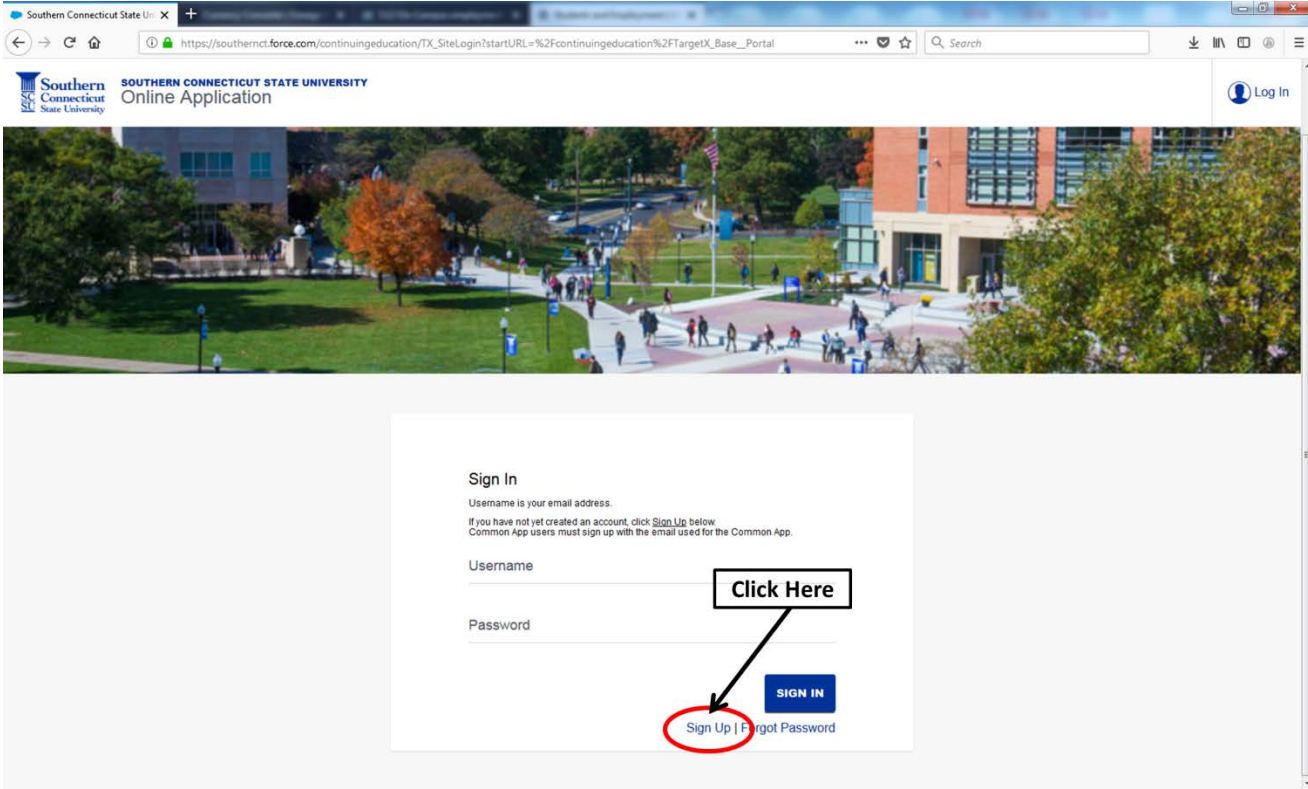 Southern Connecticut State Un
https://southernct.force.com/continuingeducation/TX_SiteLogin?startURL=%2Fcontinuingeducation%2FTargetX_Base__Portal
Search
Southern
Connecticut
State University
SC
SU
SOUTHERN CONNECTICUT STATE UNIVERSITY
Online Application
Log In
Sign In
Username is your email address.
If you have not yet created an account, click Sign Up below.
Common App users must sign up with the email used for the Common App.
Username
Click Here
Password
SIGN IN
Sign Up | Forgot Password